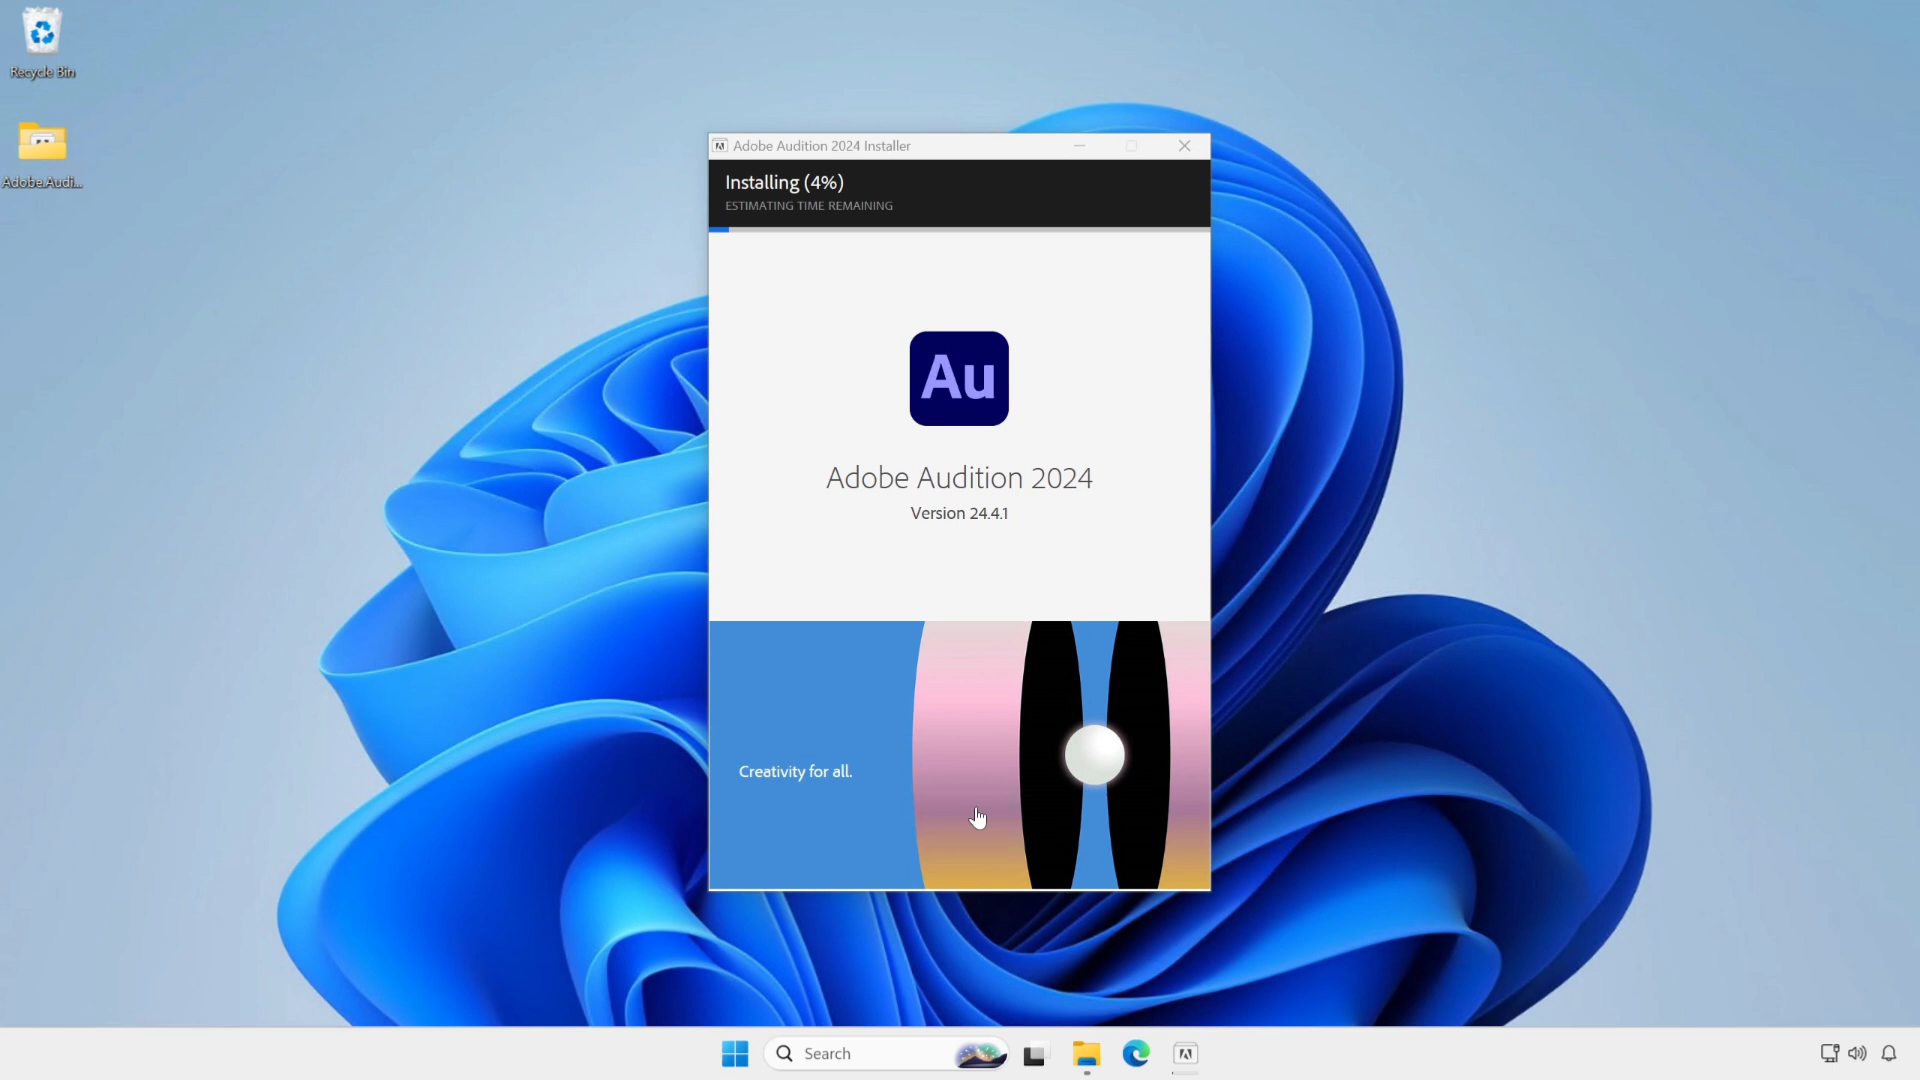 Recycle Bin
Adobe.Audi...
Adobe Audition 2024 Installer
Installing (4%)
ESTIMATING TIME REMAINING
Au
Adobe Audition 2024
Version 24.4.1
Creativity for all.
Search